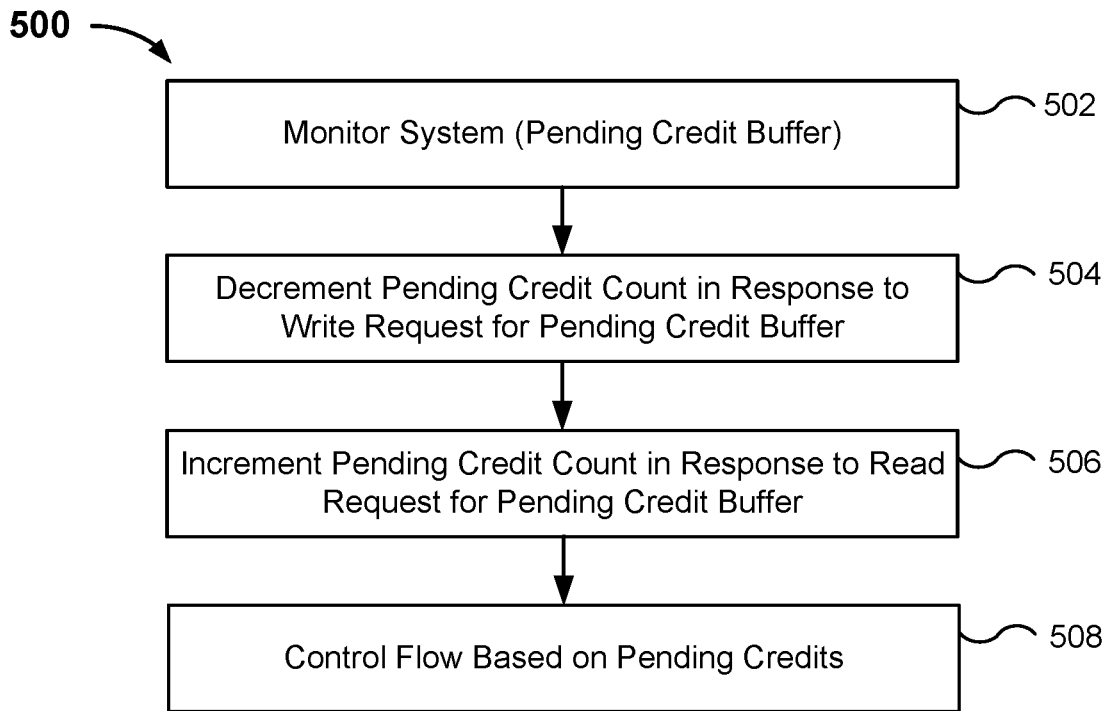 500
Monitor System (Pending Credit Buffer)
502
Decrement Pending Credit Count in Response to
Write Request for Pending Credit Buffer
504
Increment Pending Credit Count in Response to Read
Request for Pending Credit Buffer
506
Control Flow Based on Pending Credits
508